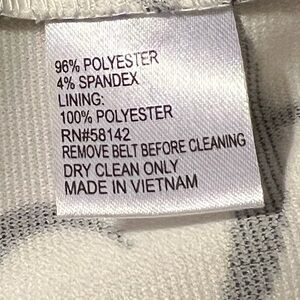 96% POLYESTER
4% SPANDEX
LINING:
100% POLYESTER
RN#58142
REMOVE BELT BEFORE CLEANING
DRY CLEAN ONLY
MADE IN VIETNAM